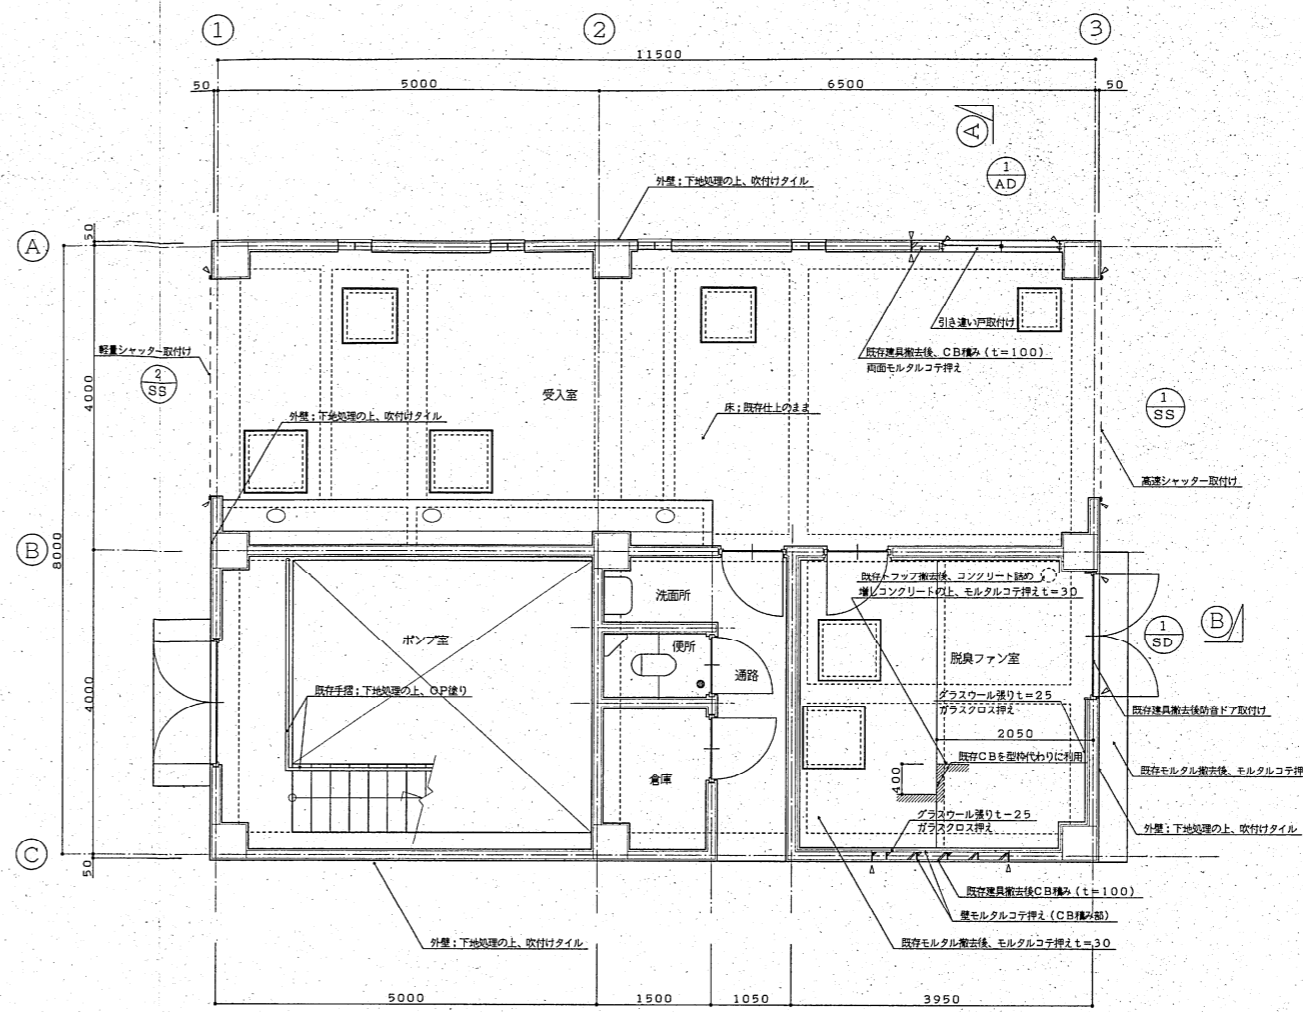 1
2
3
11500
50
5000
6500
50
A
1
AD
外壁;下地処理の上、吹付けタイル
50
A
引き違い戸取付け
既存建具撤去後、CB積み(t=100)
両面モルタルコテ押え
軽量シャッター取付け
2
SS
4000
受入室
外壁;下地処理の上、吹付けタイル
床;既存仕上のまま
1
SS
高速シャッター取付け
B
8000
既存トラップ撤去後、コンクリート詰め
増しコンクリートの上、モルタルコテ押えt=30
洗面所
ポンプ室
便所
通路
脱臭ファン室
1
SD
B
既存手摺;下地処理の上、OP塗り
グラスウール張りt=25
ガラスクロス押え
4000
既存建具撤去後防音ドア取付け
2050
既存CBを型枠代わりに利用
倉庫
400
既存モルタル撤去後、モルタルコテ押
グラスウール張りt=25
ガラスクロス押え
外壁;下地処理の上、吹付けタイル
C
50
既存建具撤去後CB積み(t=100)
壁モルタルコテ押え(CB積み部)
外壁;下地処理の上、吹付けタイル
既存モルタル撤去後、モルタルコテ押えt=30
5000
1500
1050
3950